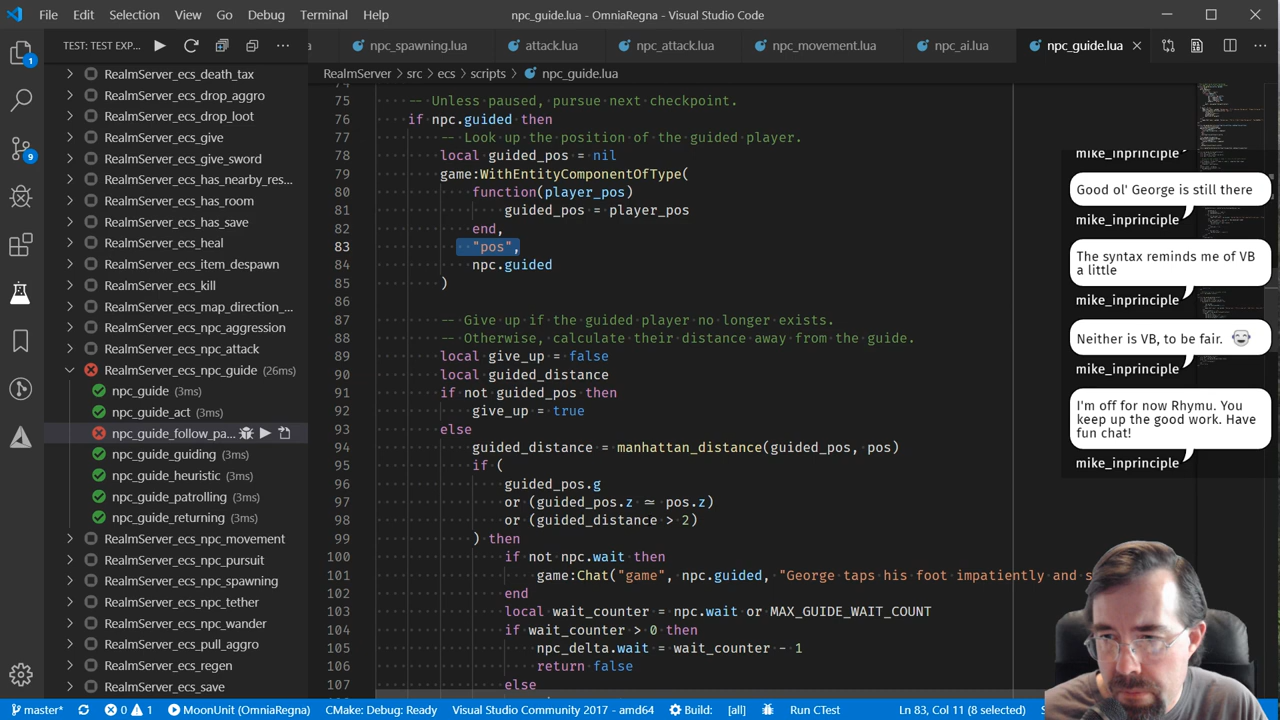 File Edit Selection View Go Debug Terminal Help
npc_guide.lua - OmniaRegna - Visual Studio Code
TEST: TEST EXP...
npc_spawning.lua attack.lua npc_attack.lua npc_movement.lua npc_ai.lua npc_guide.lua
RealmServer > src > ecs > scripts > npc_guide.lua
RealmServer_ecs_death_tax
RealmServer_ecs_drop_aggro
RealmServer_ecs_drop_loot
RealmServer_ecs_give
RealmServer_ecs_give_sword
RealmServer_ecs_has_nearby_res...
RealmServer_ecs_has_room
RealmServer_ecs_has_save
RealmServer_ecs_heal
RealmServer_ecs_item_despawn
RealmServer_ecs_kill
RealmServer_ecs_map_direction_...
RealmServer_ecs_npc_aggression
RealmServer_ecs_npc_attack
RealmServer_ecs_npc_guide (26ms)
npc_guide (3ms)
npc_guide_act (3ms)
npc_guide_follow_pa...
npc_guide_guiding (3ms)
npc_guide_heuristic (3ms)
npc_guide_patrolling (3ms)
npc_guide_returning (3ms)
RealmServer_ecs_npc_movement
RealmServer_ecs_npc_pursuit
RealmServer_ecs_npc_spawning
RealmServer_ecs_npc_tether
RealmServer_ecs_npc_wander
RealmServer_ecs_pull_aggro
RealmServer_ecs_regen
RealmServer_ecs_save
75 -- Unless paused, pursue next checkpoint.
76 if npc.guided then
77 -- Look up the position of the guided player.
78 local guided_pos = nil
79 game:WithEntityComponentOfType(
80 function(player_pos)
81 guided_pos = player_pos
82 end,
83 "pos",
84 npc.guided
85 )
86
87 -- Give up if the guided player no longer exists.
88 -- Otherwise, calculate their distance away from the guide.
89 local give_up = false
90 local guided_distance
91 if not guided_pos then
92 give_up = true
93 else
94 guided_distance = manhattan_distance(guided_pos, pos)
95 if (
96 guided_pos.g
97 or (guided_pos.z ≃ pos.z)
98 or (guided_distance > 2)
99 ) then
100 if not npc.wait then
101 game:Chat("game", npc.guided, "George taps his foot impatiently and s
102 end
103 local wait_counter = npc.wait or MAX_GUIDE_WAIT_COUNT
104 if wait_counter > 0 then
105 npc_delta.wait = wait_counter - 1
106 return false
107 else
mike_inprinciple
Good ol' George is still there
mike_inprinciple
The syntax reminds me of VB
a little
mike_inprinciple
Neither is VB, to be fair.
mike_inprinciple
I'm off for now Rhymu. You
keep up the good work. Have
fun chat!
mike_inprinciple
master* 0 1 MoonUnit (OmniaRegna) CMake: Debug: Ready Visual Studio Community 2017 - amd64 Build: [all] Run CTest Ln 83, Col 11 (8 selected)